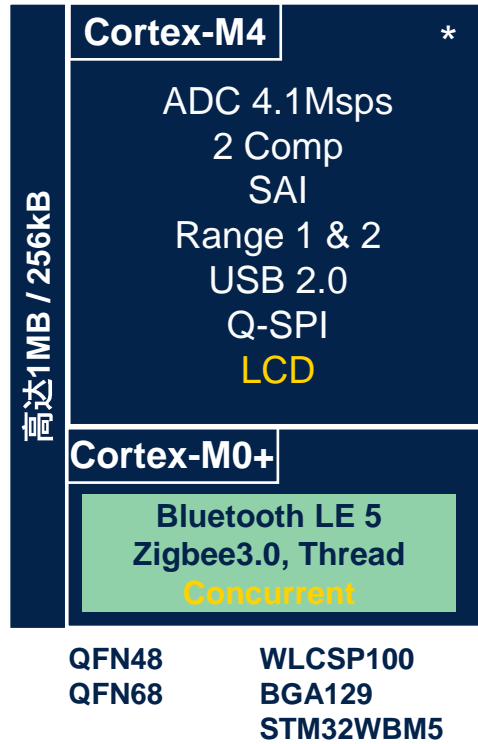 高达1MB / 256kB
Cortex-M4
*
ADC 4.1Msps
2 Comp
SAI
Range 1 & 2
USB 2.0
Q-SPI
LCD
Cortex-M0+
Bluetooth LE 5
Zigbee3.0, Thread
Concurrent
QFN48 WLCSP100
QFN68 BGA129
STM32WBM5